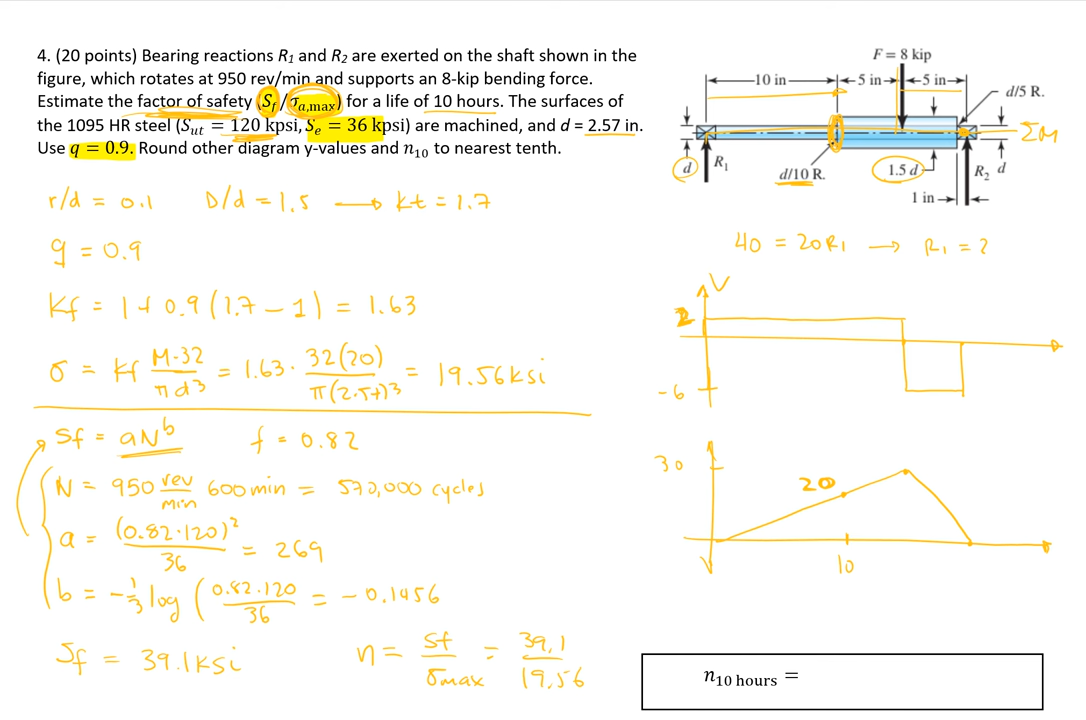 4. (20 points) Bearing reactions R₁ and R₂ are exerted on the shaft shown in the
figure, which rotates at 950 rev/min and supports an 8-kip bending force.
Estimate the factor of safety (S_f/σ_a,max) for a life of 10 hours. The surfaces of
the 1095 HR steel (S_ut = 120 kpsi, S_e = 36 kpsi) are machined, and d = 2.57 in.
Use q = 0.9. Round other diagram y-values and n₁₀ to nearest tenth.
F = 8 kip
10 in
5 in
5 in
d/5 R.
ΣM
d
R₁
d/10 R.
1.5 d
R₂
d
1 in
r/d = 0.1 D/d = 1.5 → kt = 1.7
q = 0.9
Kf = 1 + 0.9 (1.7 - 1) = 1.63
σ = Kf M·32/πd³ = 1.63 · 32(20)/π(2.57)³ = 19.56 ksi
Sf = aN^b f = 0.82
N = 950 rev/min 600 min = 570,000 cycles
a = (0.82·120)²/36 = 269
b = -1/3 log (0.82·120/36 = -0.1456
Sf = 39.1 ksi n = Sf/σmax = 39.1/19.56
40 = 20R₁ → R₁ = 2
V
2
-6
30
20
10
n₁₀ hours =